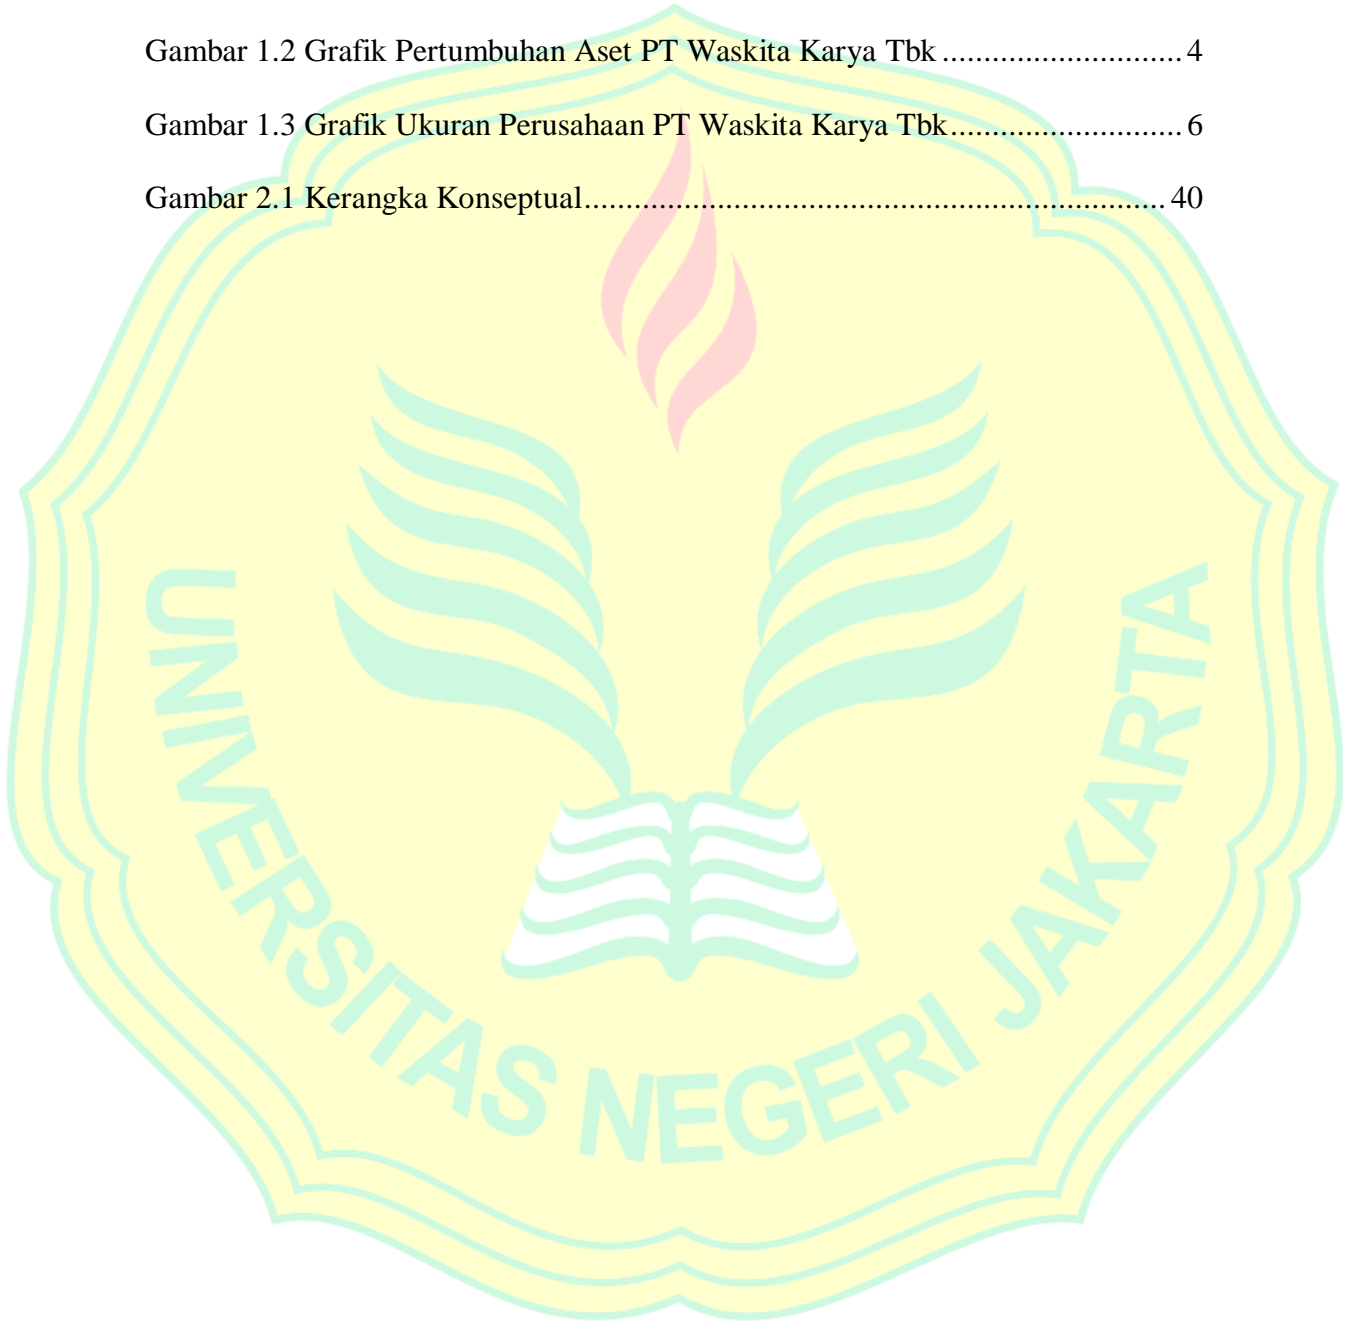 Gambar 1.2 Grafik Pertumbuhan Aset PT Waskita Karya Tbk ............................. 4
Gambar 1.3 Grafik Ukuran Perusahaan PT Waskita Karya Tbk............................ 6
Gambar 2.1 Kerangka Konseptual...................................................................... 40
UNIVERSITAS NEGERI JAKARTA